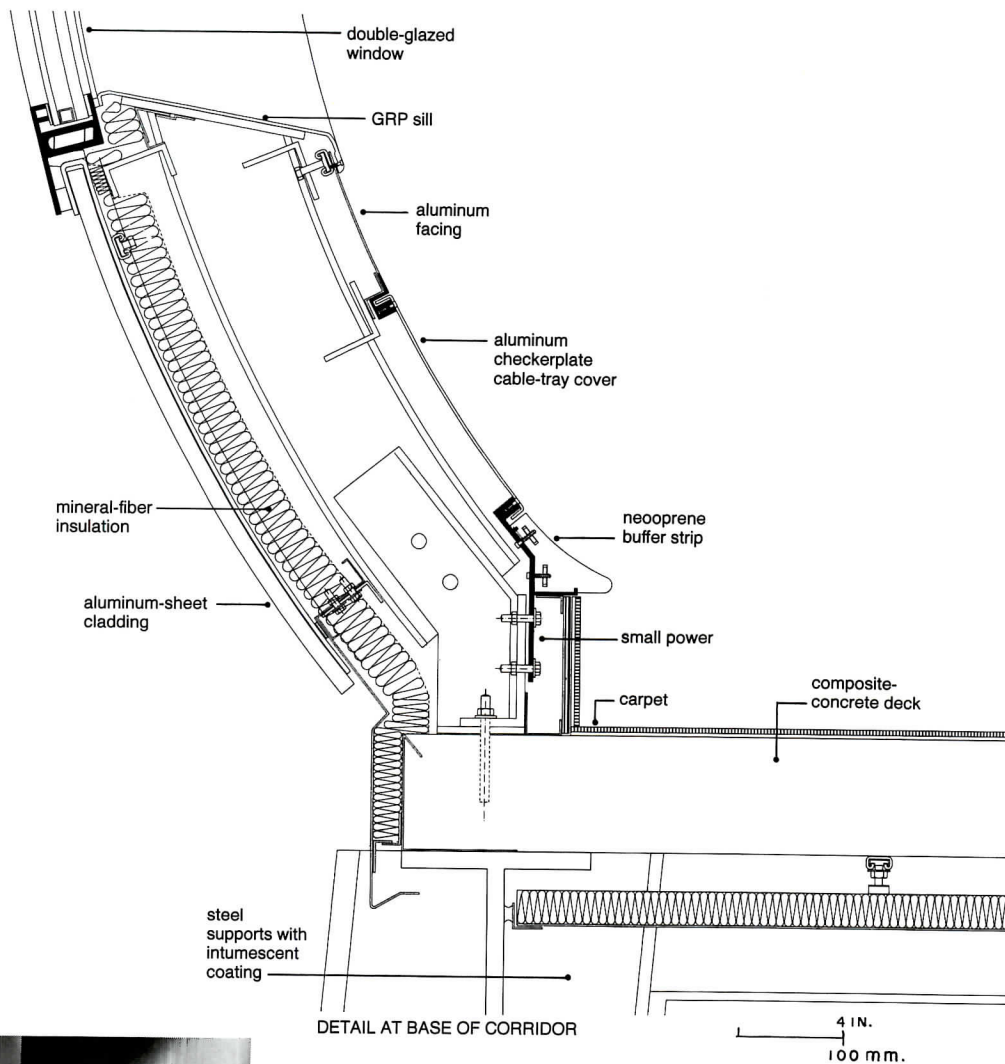 double-glazed
window
GRP sill
aluminum
facing
aluminum
checkerplate
cable-tray cover
mineral-fiber
insulation
neooprene
buffer strip
aluminum-sheet
cladding
small power
carpet
composite-
concrete deck
steel
supports with
intumescent
coating
DETAIL AT BASE OF CORRIDOR
4 IN.
100 mm.